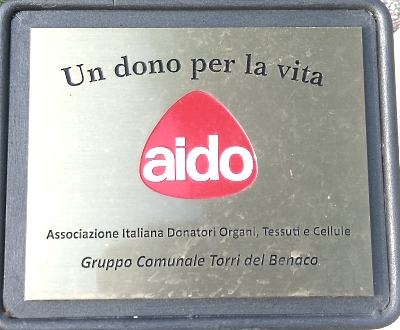 Un dono per la vita
aido
Associazione Italiana Donatori Organi, Tessuti e Cellule
Gruppo Comunale Torri del Benaco